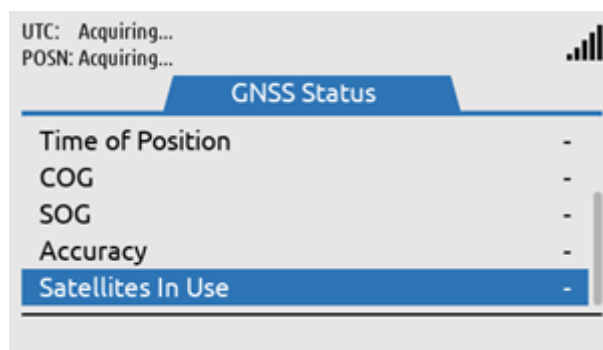 UTC: Acquiring...
POSN: Acquiring...
GNSS Status
Time of Position -
COG -
SOG -
Accuracy -
Satellites In Use -